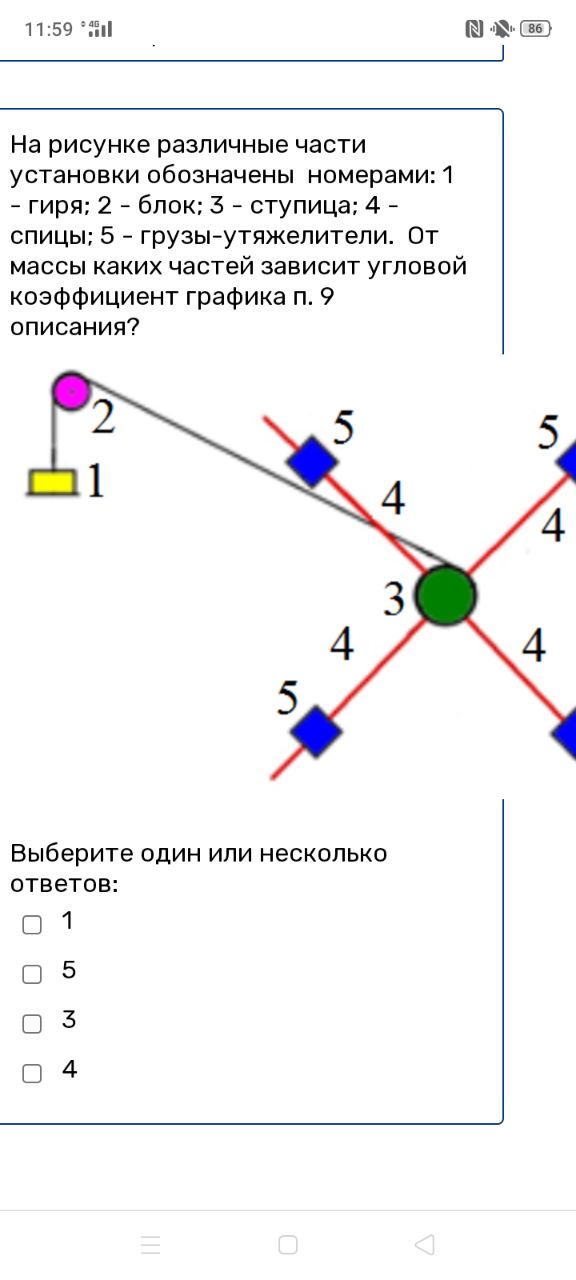 11:59 4G 86
На рисунке различные части
установки обозначены номерами: 1
- гиря; 2 - блок; 3 - ступица; 4 -
спицы; 5 - грузы-утяжелители. От
массы каких частей зависит угловой
коэффициент графика п. 9
описания?
2
1
5
5
4
4
3
4
4
5
Выберите один или несколько
ответов:
1
5
3
4